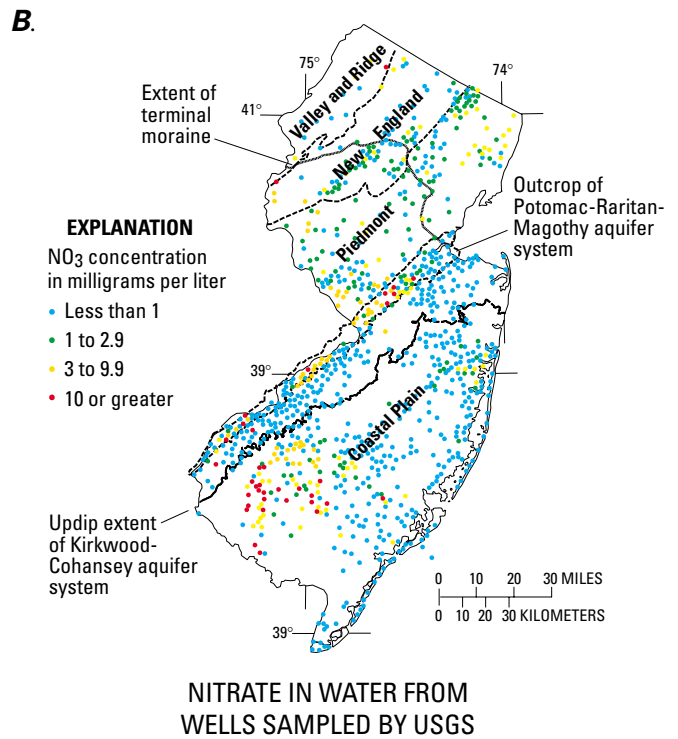 B.
75°
74°
41°
Extent of
terminal
moraine
Valley and Ridge
New England
Piedmont
Outcrop of
Potomac-Raritan-
Magothy aquifer
system
EXPLANATION
NO3 concentration
in milligrams per liter
Less than 1
1 to 2.9
3 to 9.9
10 or greater
39°
Coastal Plain
Updip extent
of Kirkwood-
Cohansey aquifer
system
0 10 20 30 MILES
0 10 20 30 KILOMETERS
39°
NITRATE IN WATER FROM
WELLS SAMPLED BY USGS